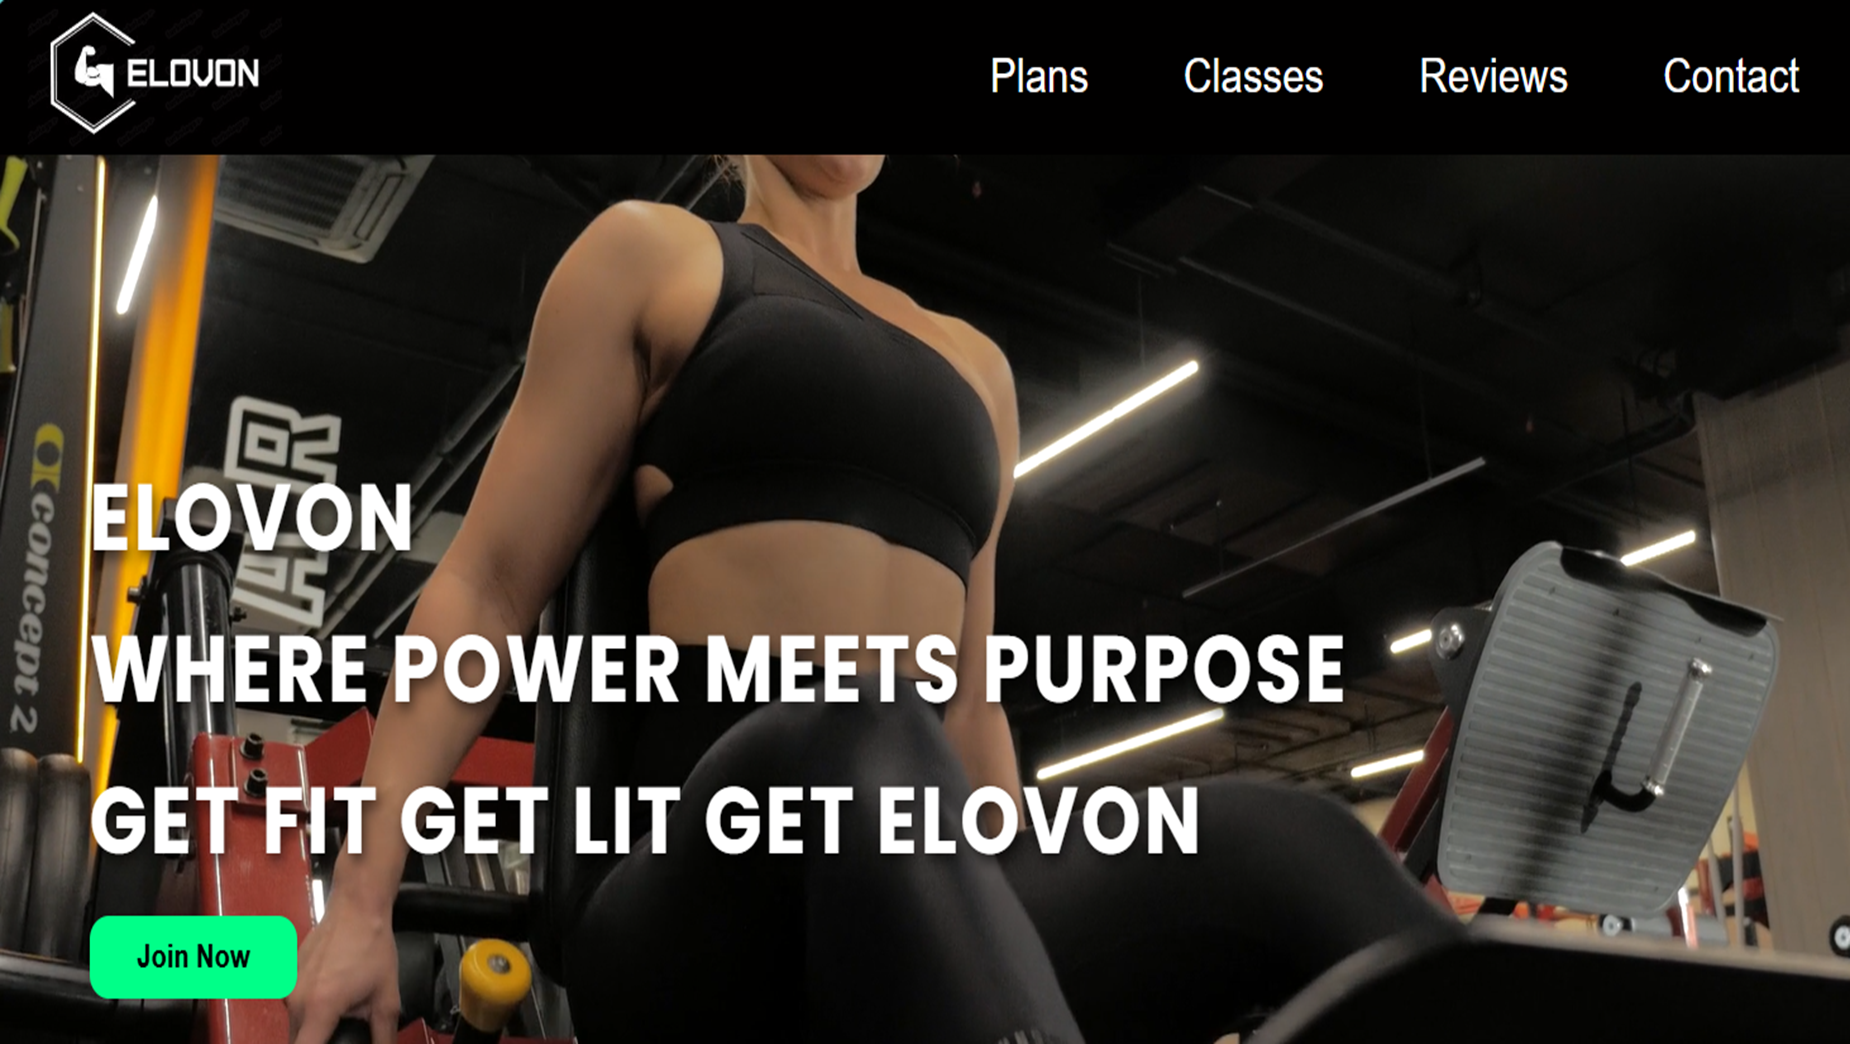 ELOVON
Plans
Classes
Reviews
Contact
concept 2
ELOVON
WHERE POWER MEETS PURPOSE
GET FIT GET LIT GET ELOVON
Join Now